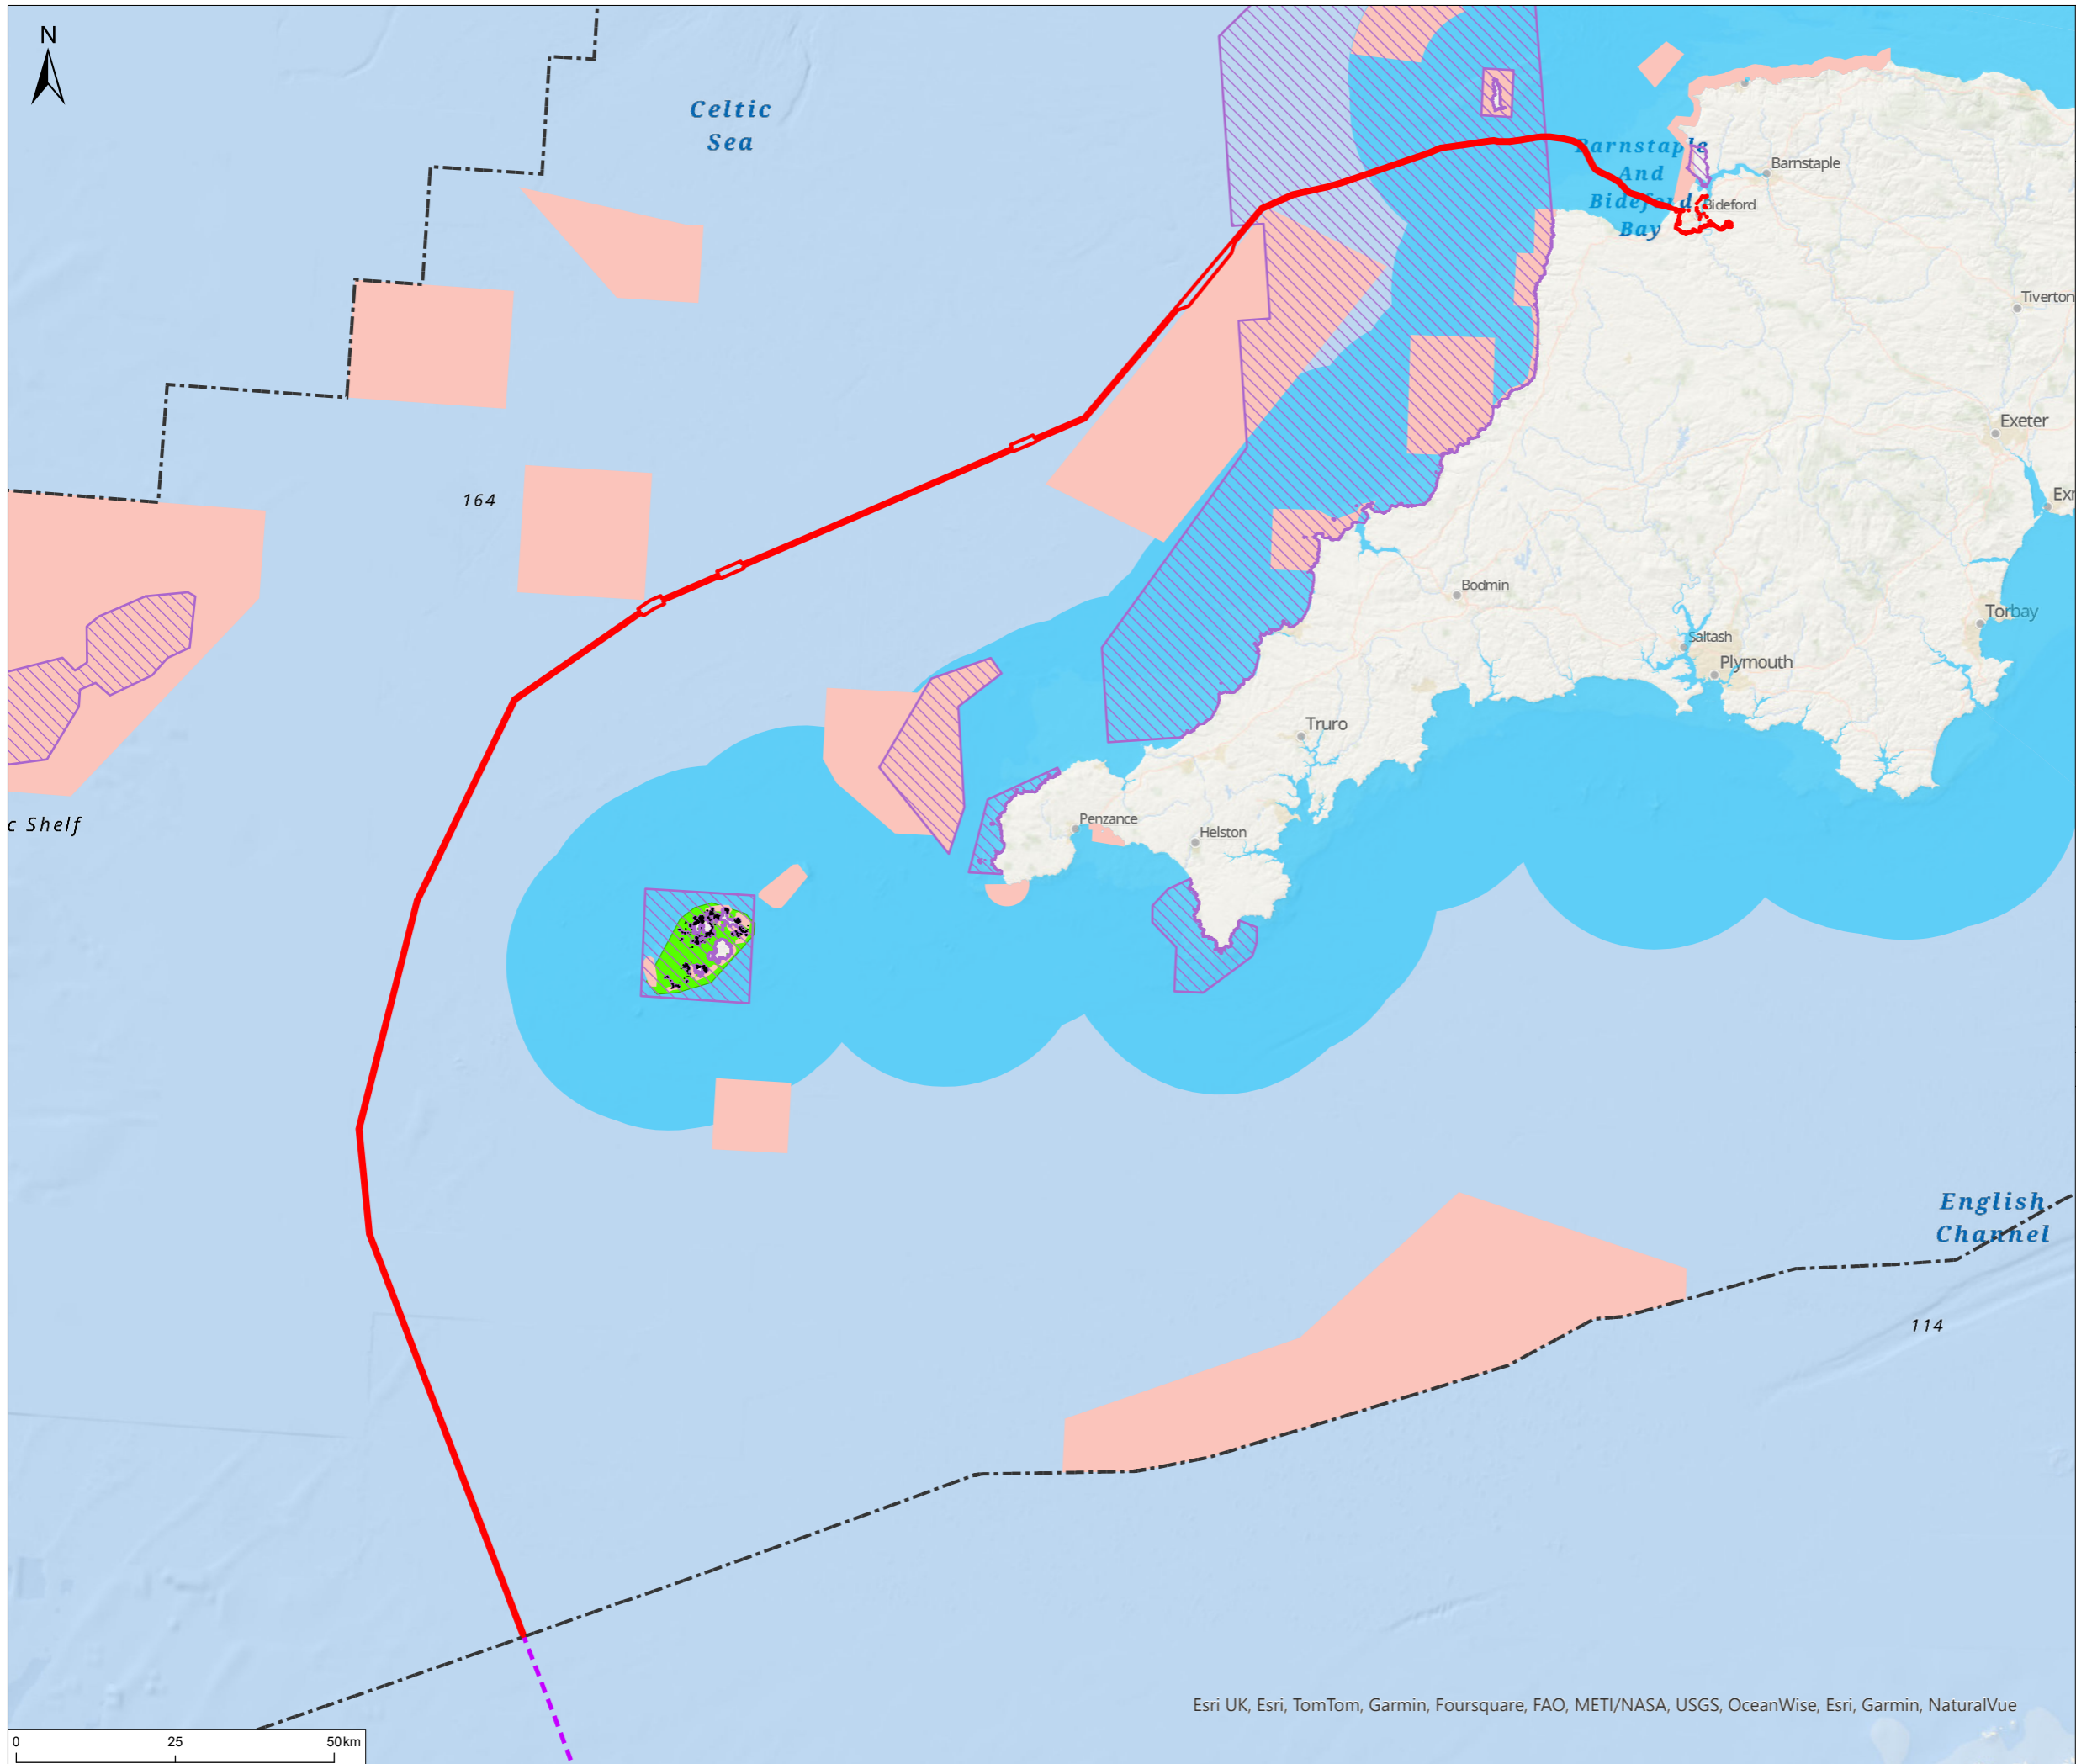 N
Celtic
Sea
Barnstaple
And
Bideford
Bay
Barnstaple
Bideford
Tiverton
Exeter
164
Bodmin
Torbay
Saltash
Plymouth
Truro
c Shelf
Penzance
Helston
English
Channel
114
Esri UK, Esri, TomTom, Garmin, Foursquare, FAO, METI/NASA, USGS, OceanWise, Esri, Garmin, NaturalVue
0 25 50km